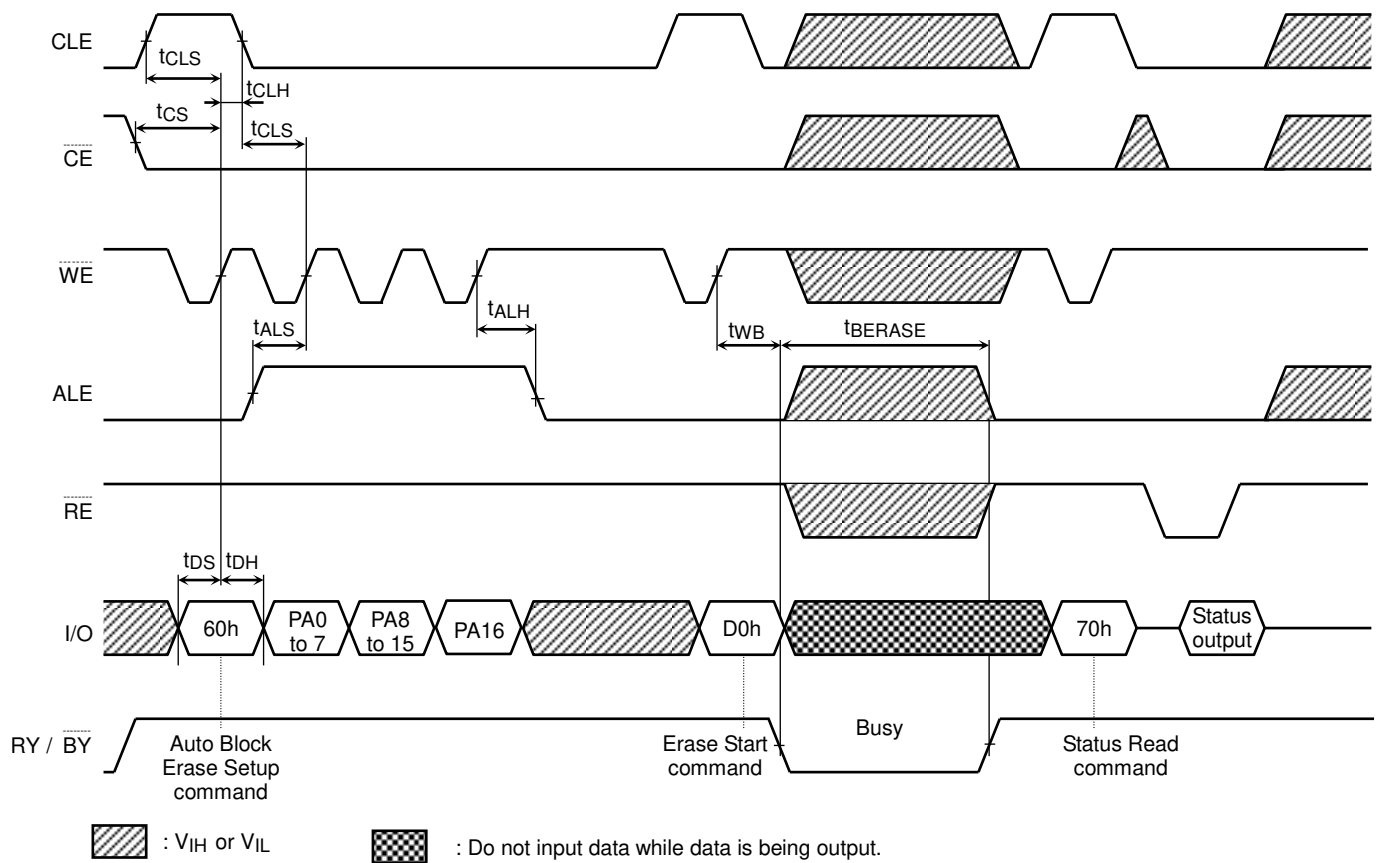 CLE
tCLS
tCLH
tCS
tCLS
CE
WE
tALS
tALH
tWB
tBERASE
ALE
RE
tDS
tDH
I/O
60h
PA0
to 7
PA8
to 15
PA16
D0h
70h
Status
output
RY / BY
Busy
Auto Block
Erase Setup
command
Erase Start
command
Status Read
command
: VIH or VIL
: Do not input data while data is being output.